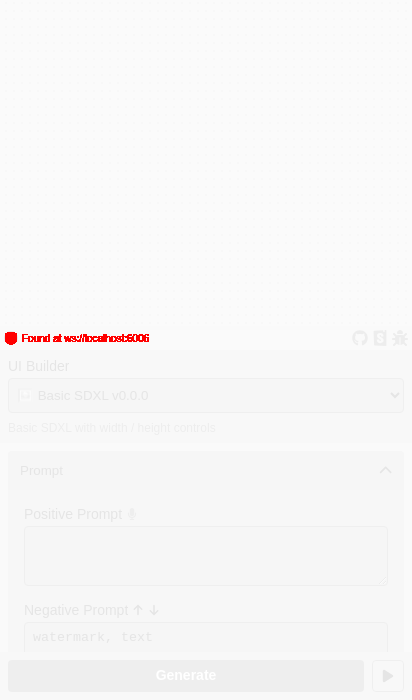 Found at ws://localhost:6006
UI Builder
Basic SDXL v0.0.0
Basic SDXL with width / height controls
Prompt
Positive Prompt
Negative Prompt
watermark, text
Generate